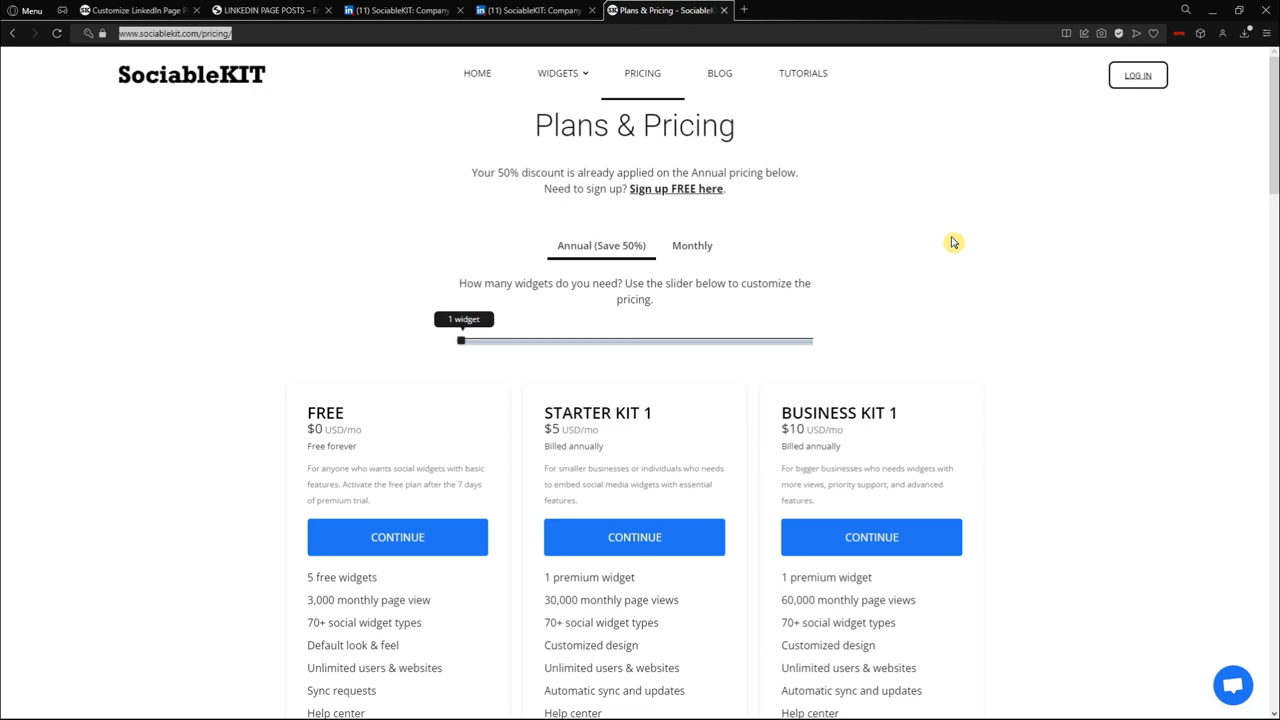 Menu
Customize LinkedIn Page P
LINKEDIN PAGE POSTS – E
(11) SociableKIT: Company
(11) SociableKIT: Company
Plans & Pricing - SociableK
www.sociablekit.com/pricing/
SociableKIT
HOME
WIDGETS
PRICING
BLOG
TUTORIALS
LOG IN
Plans & Pricing
Your 50% discount is already applied on the Annual pricing below.
Need to sign up? Sign up FREE here.
Annual (Save 50%)
Monthly
How many widgets do you need? Use the slider below to customize the
pricing.
1 widget
FREE
$0 USD/mo
Free forever
For anyone who wants social widgets with basic
features. Activate the free plan after the 7 days
of premium trial.
CONTINUE
5 free widgets
3,000 monthly page view
70+ social widget types
Default look & feel
Unlimited users & websites
Sync requests
Help center
STARTER KIT 1
$5 USD/mo
Billed annually
For smaller businesses or individuals who needs
to embed social media widgets with essential
features.
CONTINUE
1 premium widget
30,000 monthly page views
70+ social widget types
Customized design
Unlimited users & websites
Automatic sync and updates
Help center
BUSINESS KIT 1
$10 USD/mo
Billed annually
For bigger businesses who needs widgets with
more views, priority support, and advanced
features.
CONTINUE
1 premium widget
60,000 monthly page views
70+ social widget types
Customized design
Unlimited users & websites
Automatic sync and updates
Help center